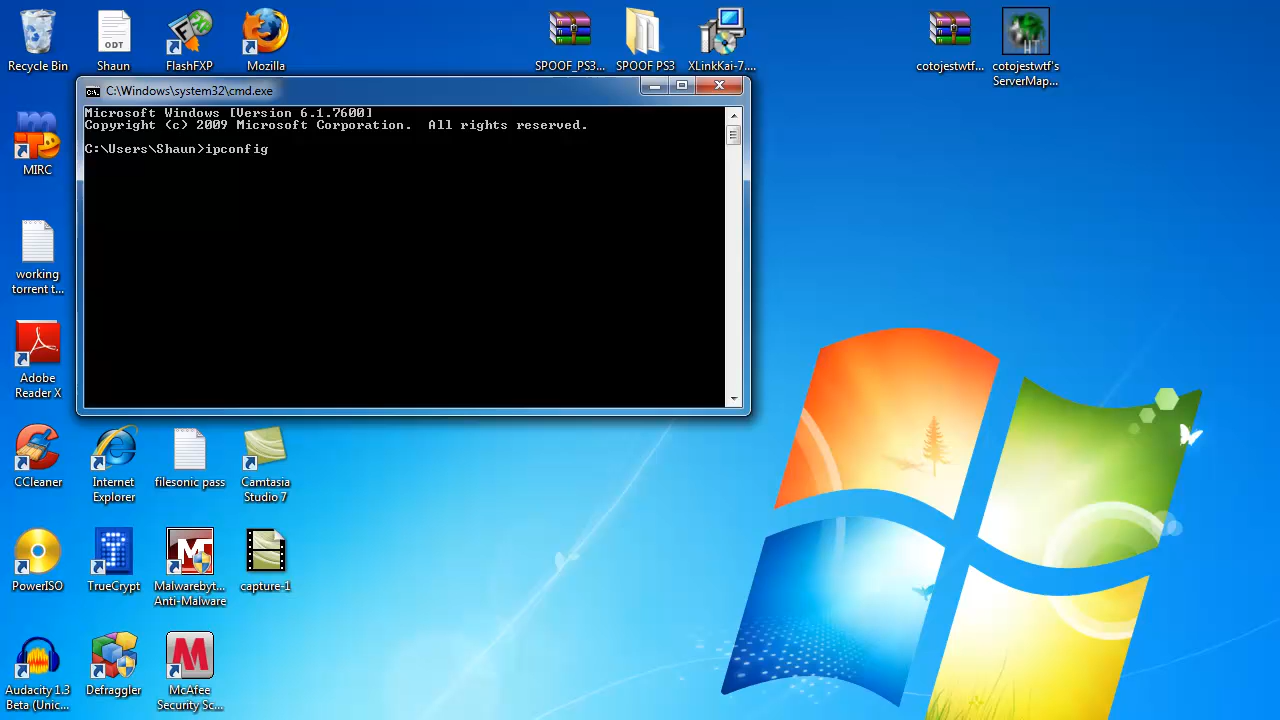 Recycle Bin
Shaun
FlashFXP
Mozilla
SPOOF_PS3...
SPOOF PS3
XLinkKai-7....
cotojestwtf...
cotojestwtf's
ServerMap...
ODT
HT
C:\Windows\system32\cmd.exe
Microsoft Windows [Version 6.1.7600]
Copyright (c) 2009 Microsoft Corporation.  All rights reserved.
C:\Users\Shaun>ipconfig
MIRC
working
torrent t...
Adobe
Reader X
CCleaner
Internet
Explorer
filesonic pass
Camtasia
Studio 7
PowerISO
TrueCrypt
Malwarebyt...
Anti-Malware
capture-1
Audacity 1.3
Beta (Unic...
Defraggler
McAfee
Security Sc...